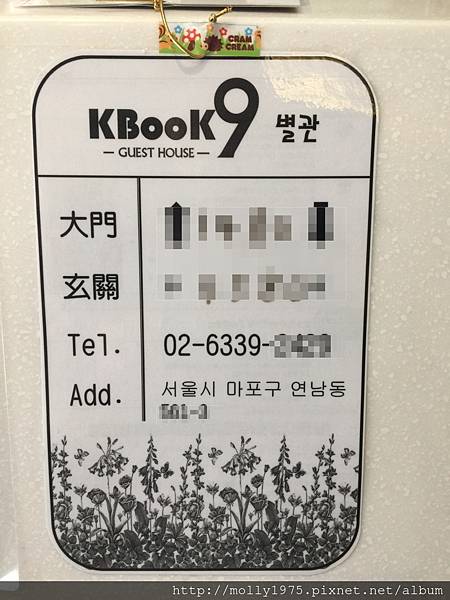 CRAM
CREAM
KBooK9 별관
GUEST HOUSE
大門
玄關
Tel. 02-6339-
Add. 서울시 마포구 연남동
http://molly1975.pixnet.net/album